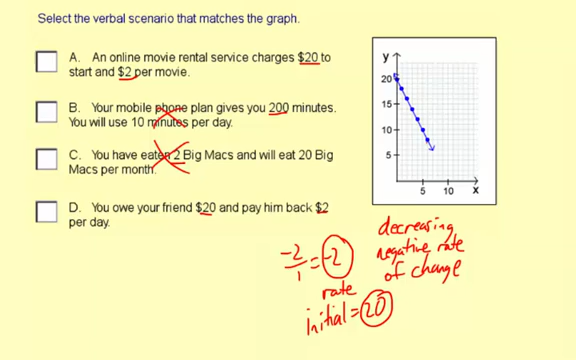 Select the verbal scenario that matches the graph.
A. An online movie rental service charges $20 to
start and $2 per movie.
B. Your mobile phone plan gives you 200 minutes.
You will use 10 minutes per day.
C. You have eaten 2 Big Macs and will eat 20 Big
Macs per month.
D. You owe your friend $20 and pay him back $2
per day.
y
20
15
10
5
5 10 x
decreasing
negative rate
of change
-2/1 = -2
rate
initial = 20